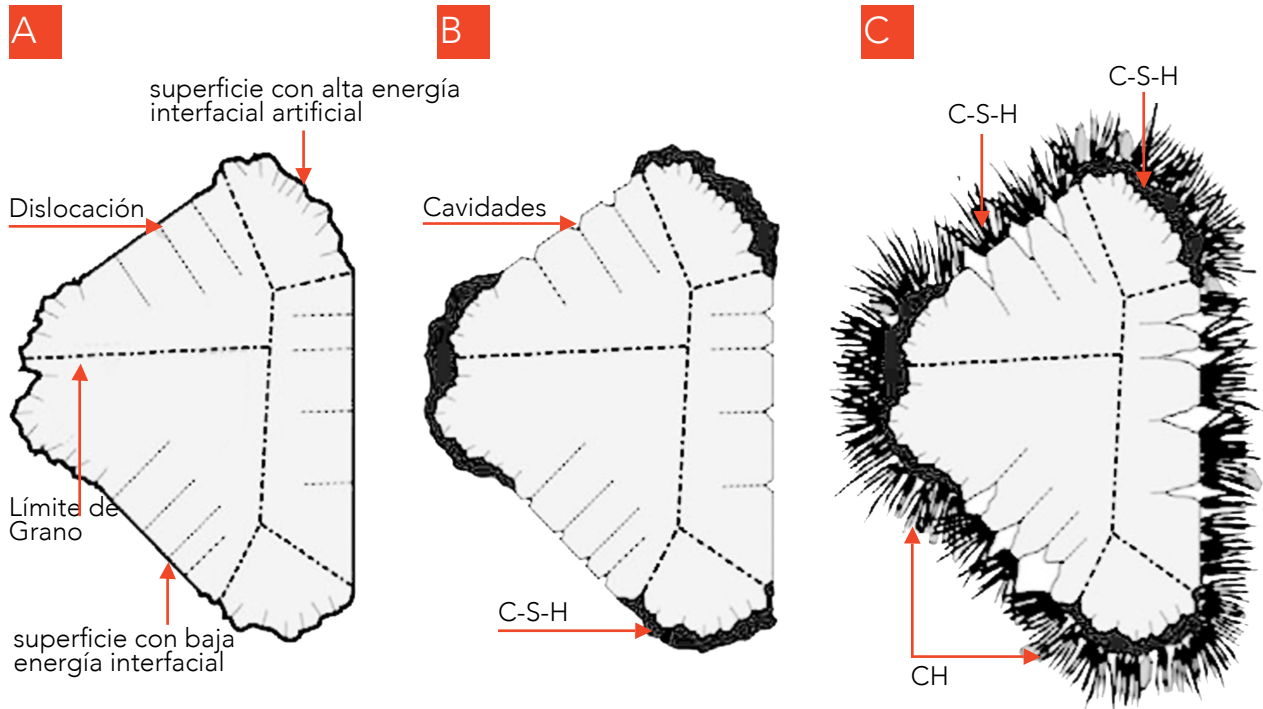 A
superficie con alta energía
interfacial artificial
Dislocación
Límite de
Grano
superficie con baja
energía interfacial
B
Cavidades
C-S-H
C
C-S-H
C-S-H
CH